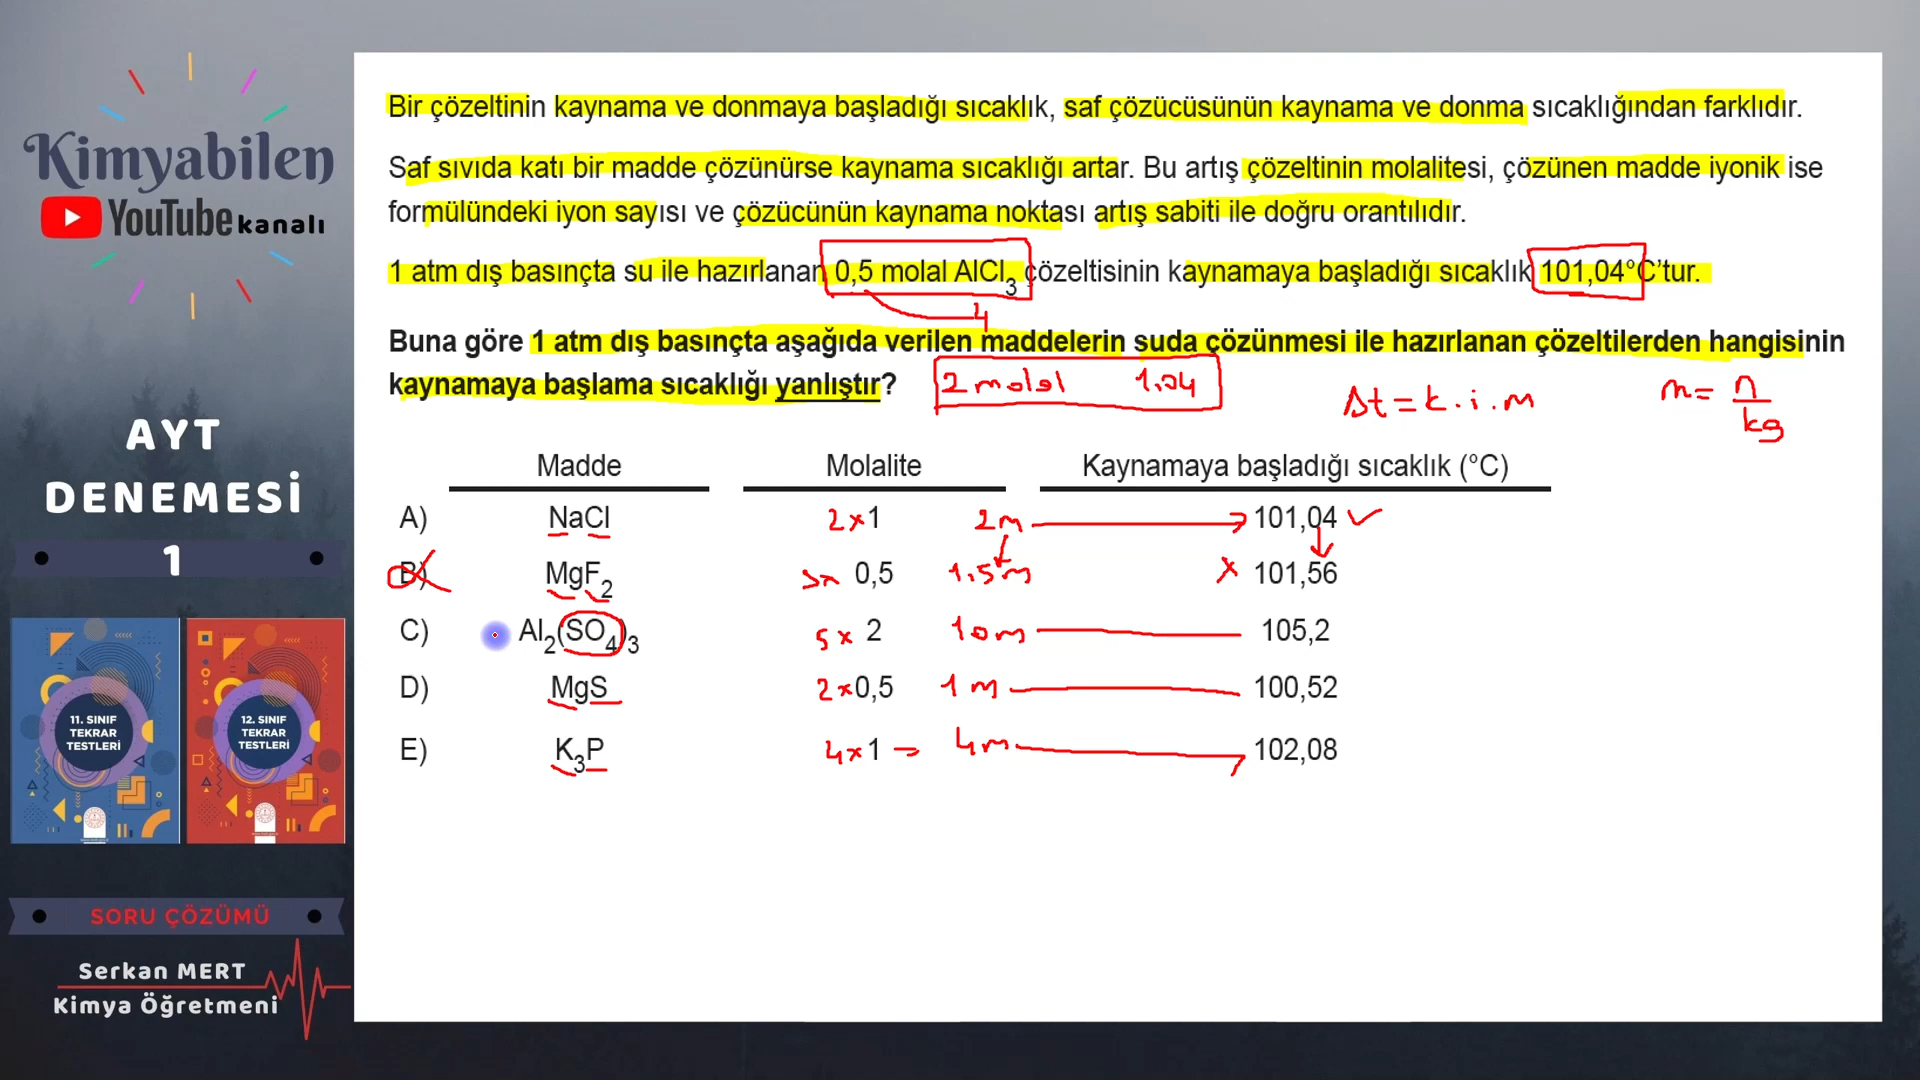 Kimyabilen
YouTube kanalı
AYT
DENEMESİ
1
11. SINIF
TEKRAR
TESTLERİ
12. SINIF
TEKRAR
TESTLERİ
SORU ÇÖZÜMÜ
Serkan MERT
Kimya Öğretmeni
Bir çözeltinin kaynama ve donmaya başladığı sıcaklık, saf çözücüsünün kaynama ve donma sıcaklığından farklıdır.
Saf sıvıda katı bir madde çözünürse kaynama sıcaklığı artar. Bu artış çözeltinin molalitesi, çözünen madde iyonik ise
formülündeki iyon sayısı ve çözücünün kaynama noktası artış sabiti ile doğru orantılıdır.
1 atm dış basınçta su ile hazırlanan 0,5 molal AlCl3 çözeltisinin kaynamaya başladığı sıcaklık 101,04°C’tur.
4
Buna göre 1 atm dış basınçta aşağıda verilen maddelerin suda çözünmesi ile hazırlanan çözeltilerden hangisinin
kaynamaya başlama sıcaklığı yanlıştır?
2 molal 1.04
Δt = k . i . m
m = n/kg
Madde Molalite Kaynamaya başladığı sıcaklık (°C)
A) NaCl 2 x 1 2m 101,04 ✓
B) MgF2 3x 0,5 1.5m x 101,56
C) Al2(SO4)3 5 x 2 10m 105,2
D) MgS 2 x 0,5 1 m 100,52
E) K3P 4 x 1 = 4m 102,08